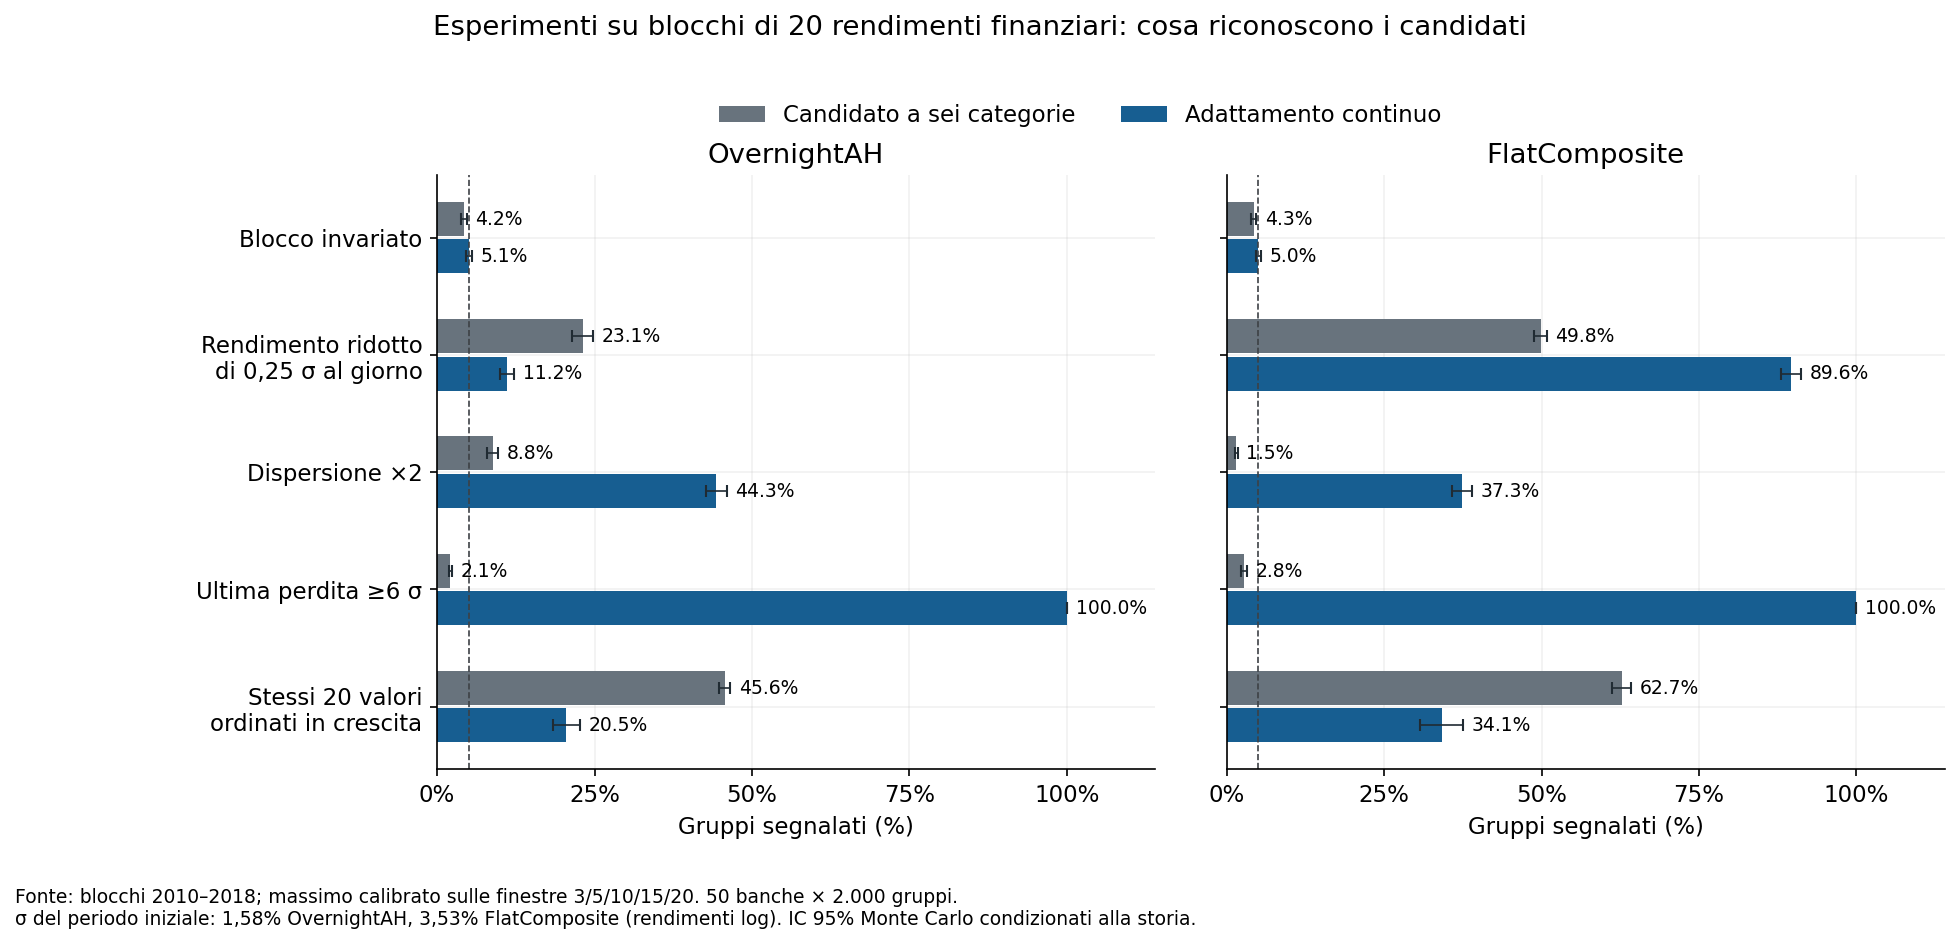 Esperimenti su blocchi di 20 rendimenti finanziari: cosa riconoscono i candidati
Candidato a sei categorie
Adattamento continuo
OvernightAH
Blocco invariato
4.2%
5.1%
Rendimento ridotto
di 0,25 σ al giorno
23.1%
11.2%
Dispersione ×2
8.8%
44.3%
Ultima perdita ≥6 σ
2.1%
100.0%
Stessi 20 valori
ordinati in crescita
45.6%
20.5%
0%
25%
50%
75%
100%
Gruppi segnalati (%)
FlatComposite
4.3%
5.0%
49.8%
89.6%
1.5%
37.3%
2.8%
100.0%
62.7%
34.1%
0%
25%
50%
75%
100%
Gruppi segnalati (%)
Fonte: blocchi 2010–2018; massimo calibrato sulle finestre 3/5/10/15/20. 50 banche × 2.000 gruppi.
σ del periodo iniziale: 1,58% OvernightAH, 3,53% FlatComposite (rendimenti log). IC 95% Monte Carlo condizionati alla storia.